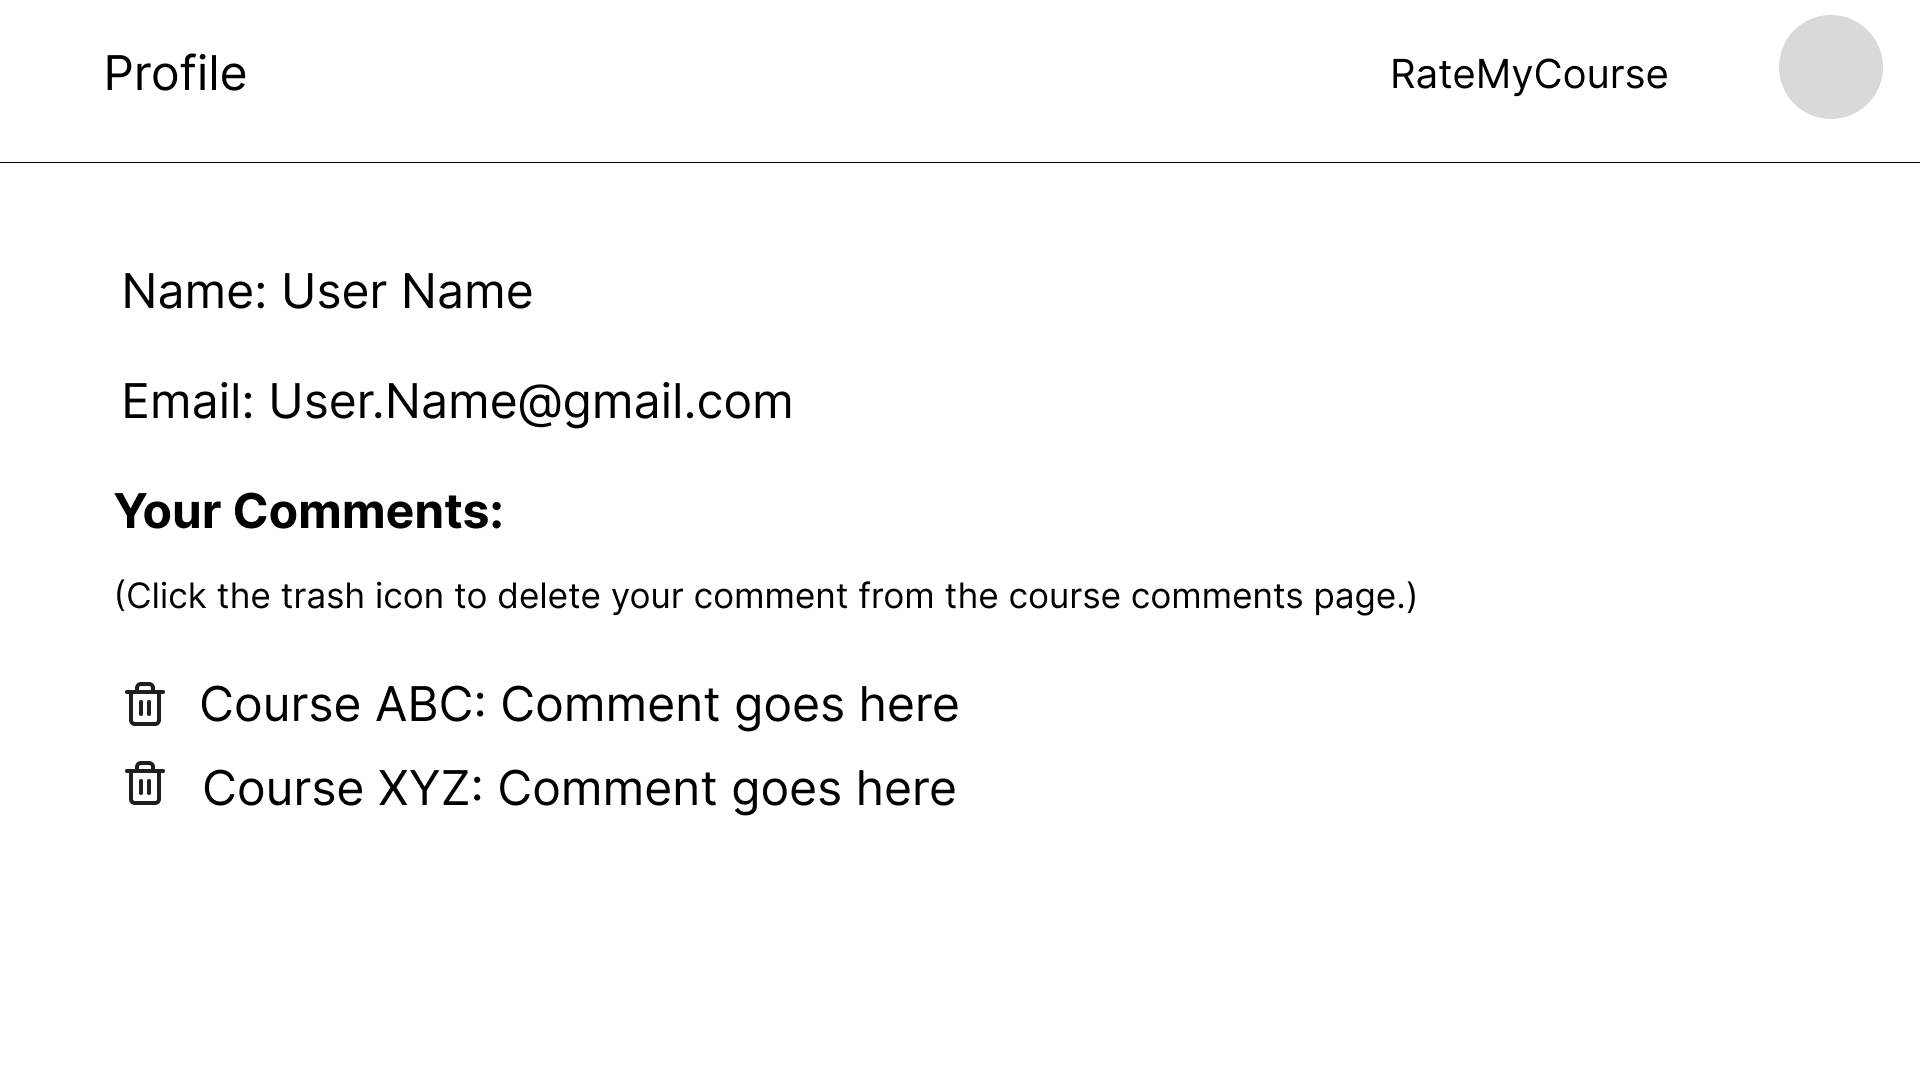 Profile
RateMyCourse
Name: User Name
Email: User.Name@gmail.com
Your Comments:
(Click the trash icon to delete your comment from the course comments page.)
Course ABC: Comment goes here
Course XYZ: Comment goes here